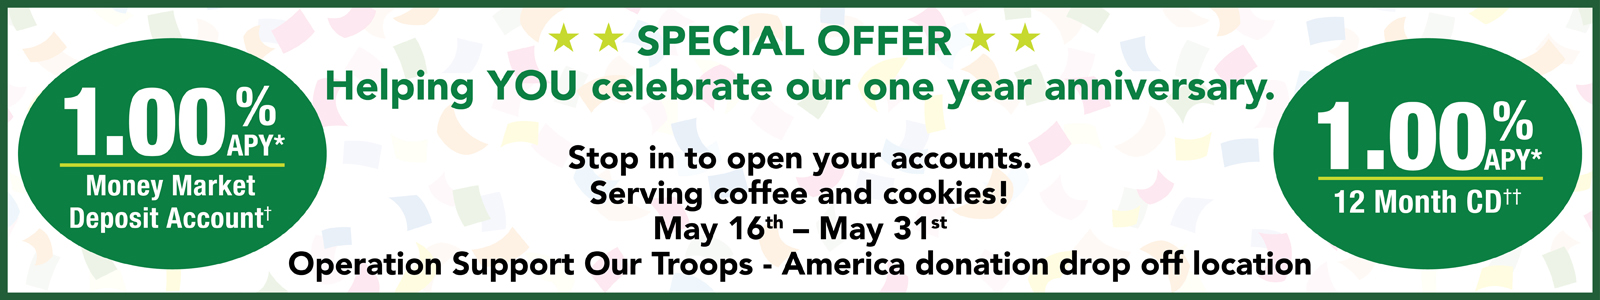 1.00% APY*
Money Market
Deposit Account†
SPECIAL OFFER
Helping YOU celebrate our one year anniversary.
Stop in to open your accounts.
Serving coffee and cookies!
May 16th – May 31st
Operation Support Our Troops - America donation drop off location
1.00% APY*
12 Month CD††